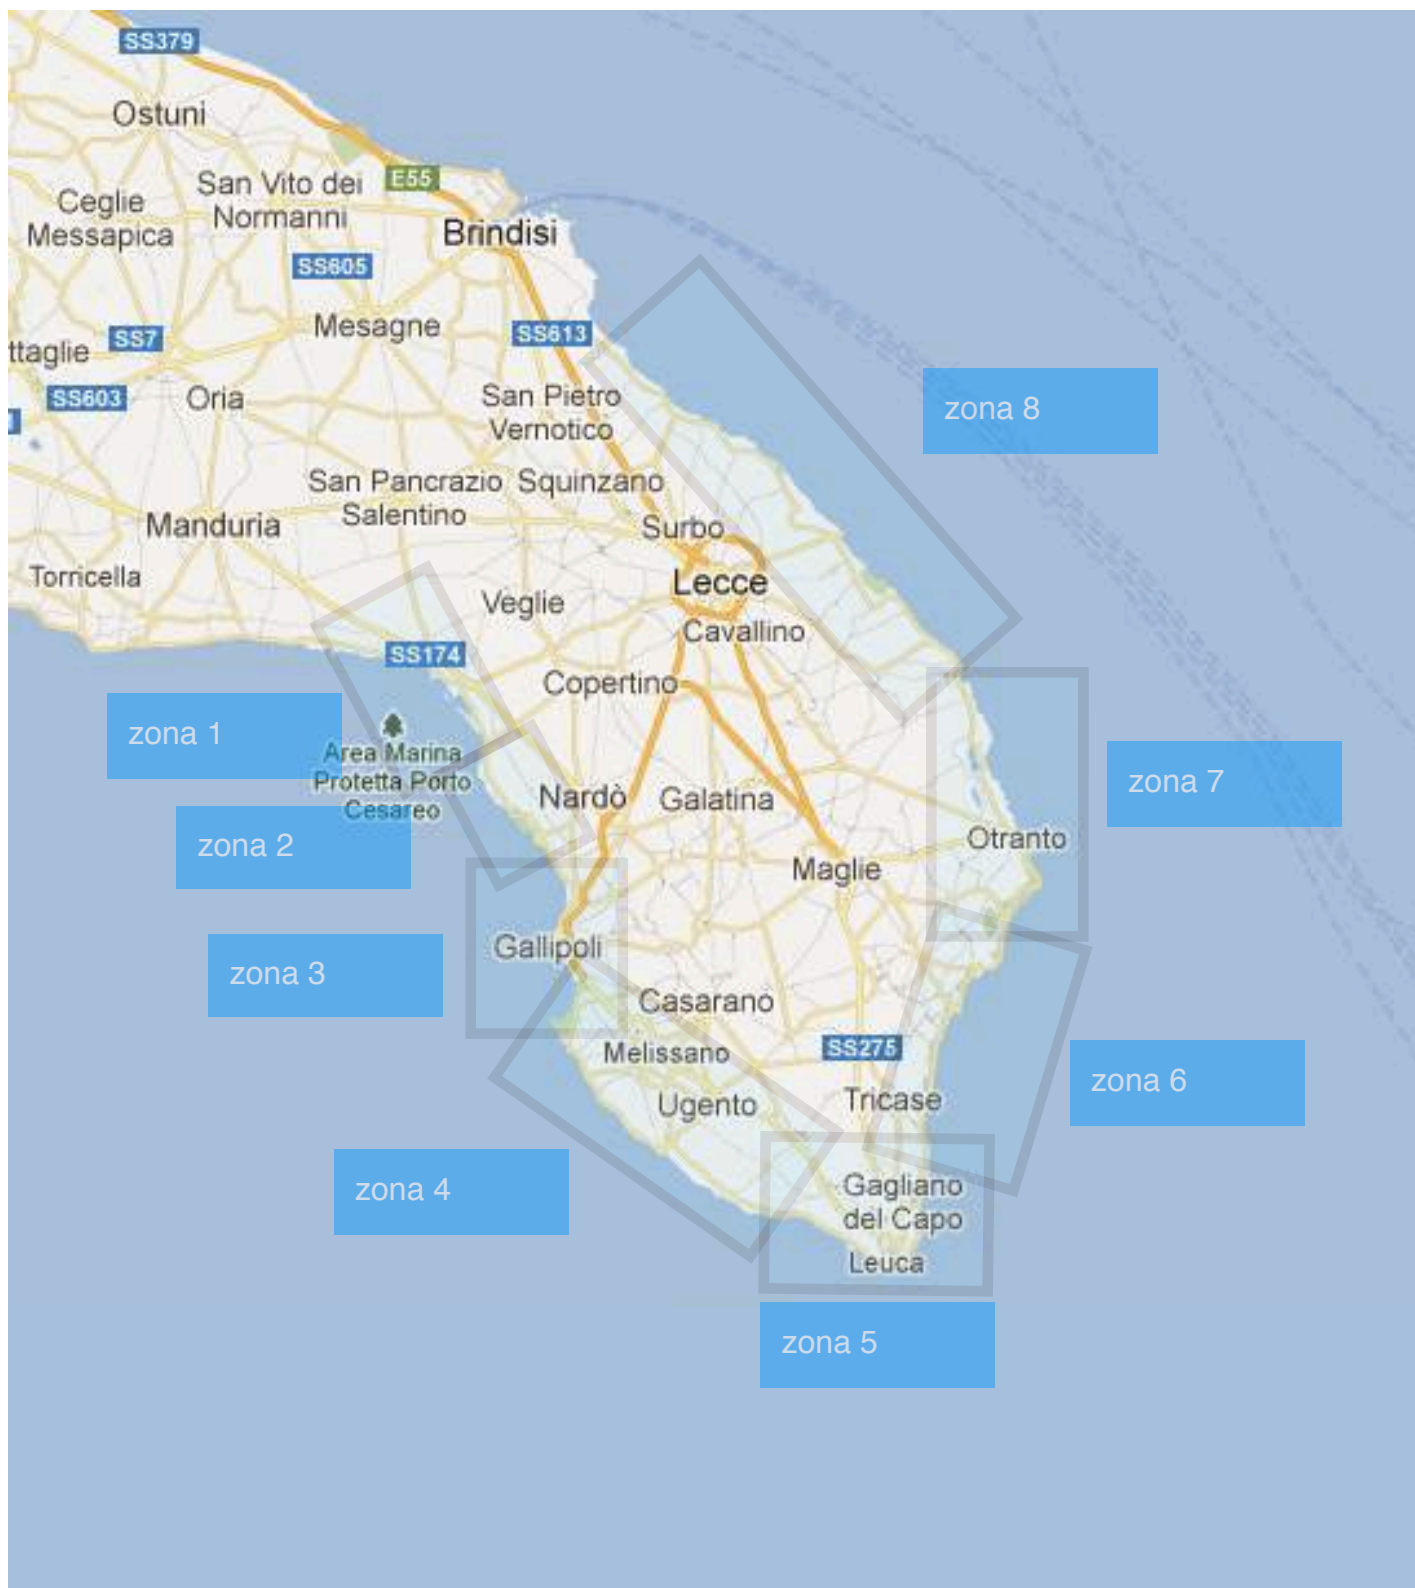 SS379
Ostuni
San Vito dei
Normanni
E55
Ceglie
Messapica
Brindisi
SS605
SS7
Mesagne
SS613
ttaglie
SS603
Oria
San Pietro
Vernotico
zona 8
San Pancrazio
Salentino
Squinzano
Manduria
Surbo
Torricella
Lecce
Veglie
Cavallino
SS174
Copertino
zona 1
Area Marina
Protetta Porto
Cesareo
Nardò
Galatina
zona 7
zona 2
Otranto
Maglie
Gallipoli
zona 3
Casarano
Melissano
SS275
zona 6
Ugento
Tricase
zona 4
Gagliano
del Capo
Leuca
zona 5